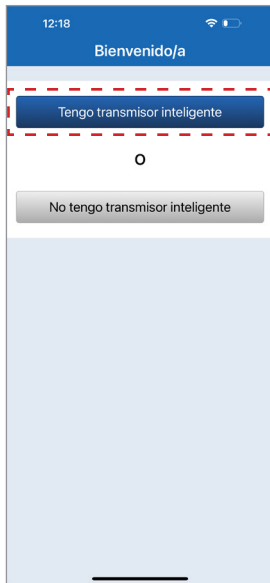 12:18
Bienvenido/a
Tengo transmisor inteligente
O
No tengo transmisor inteligente